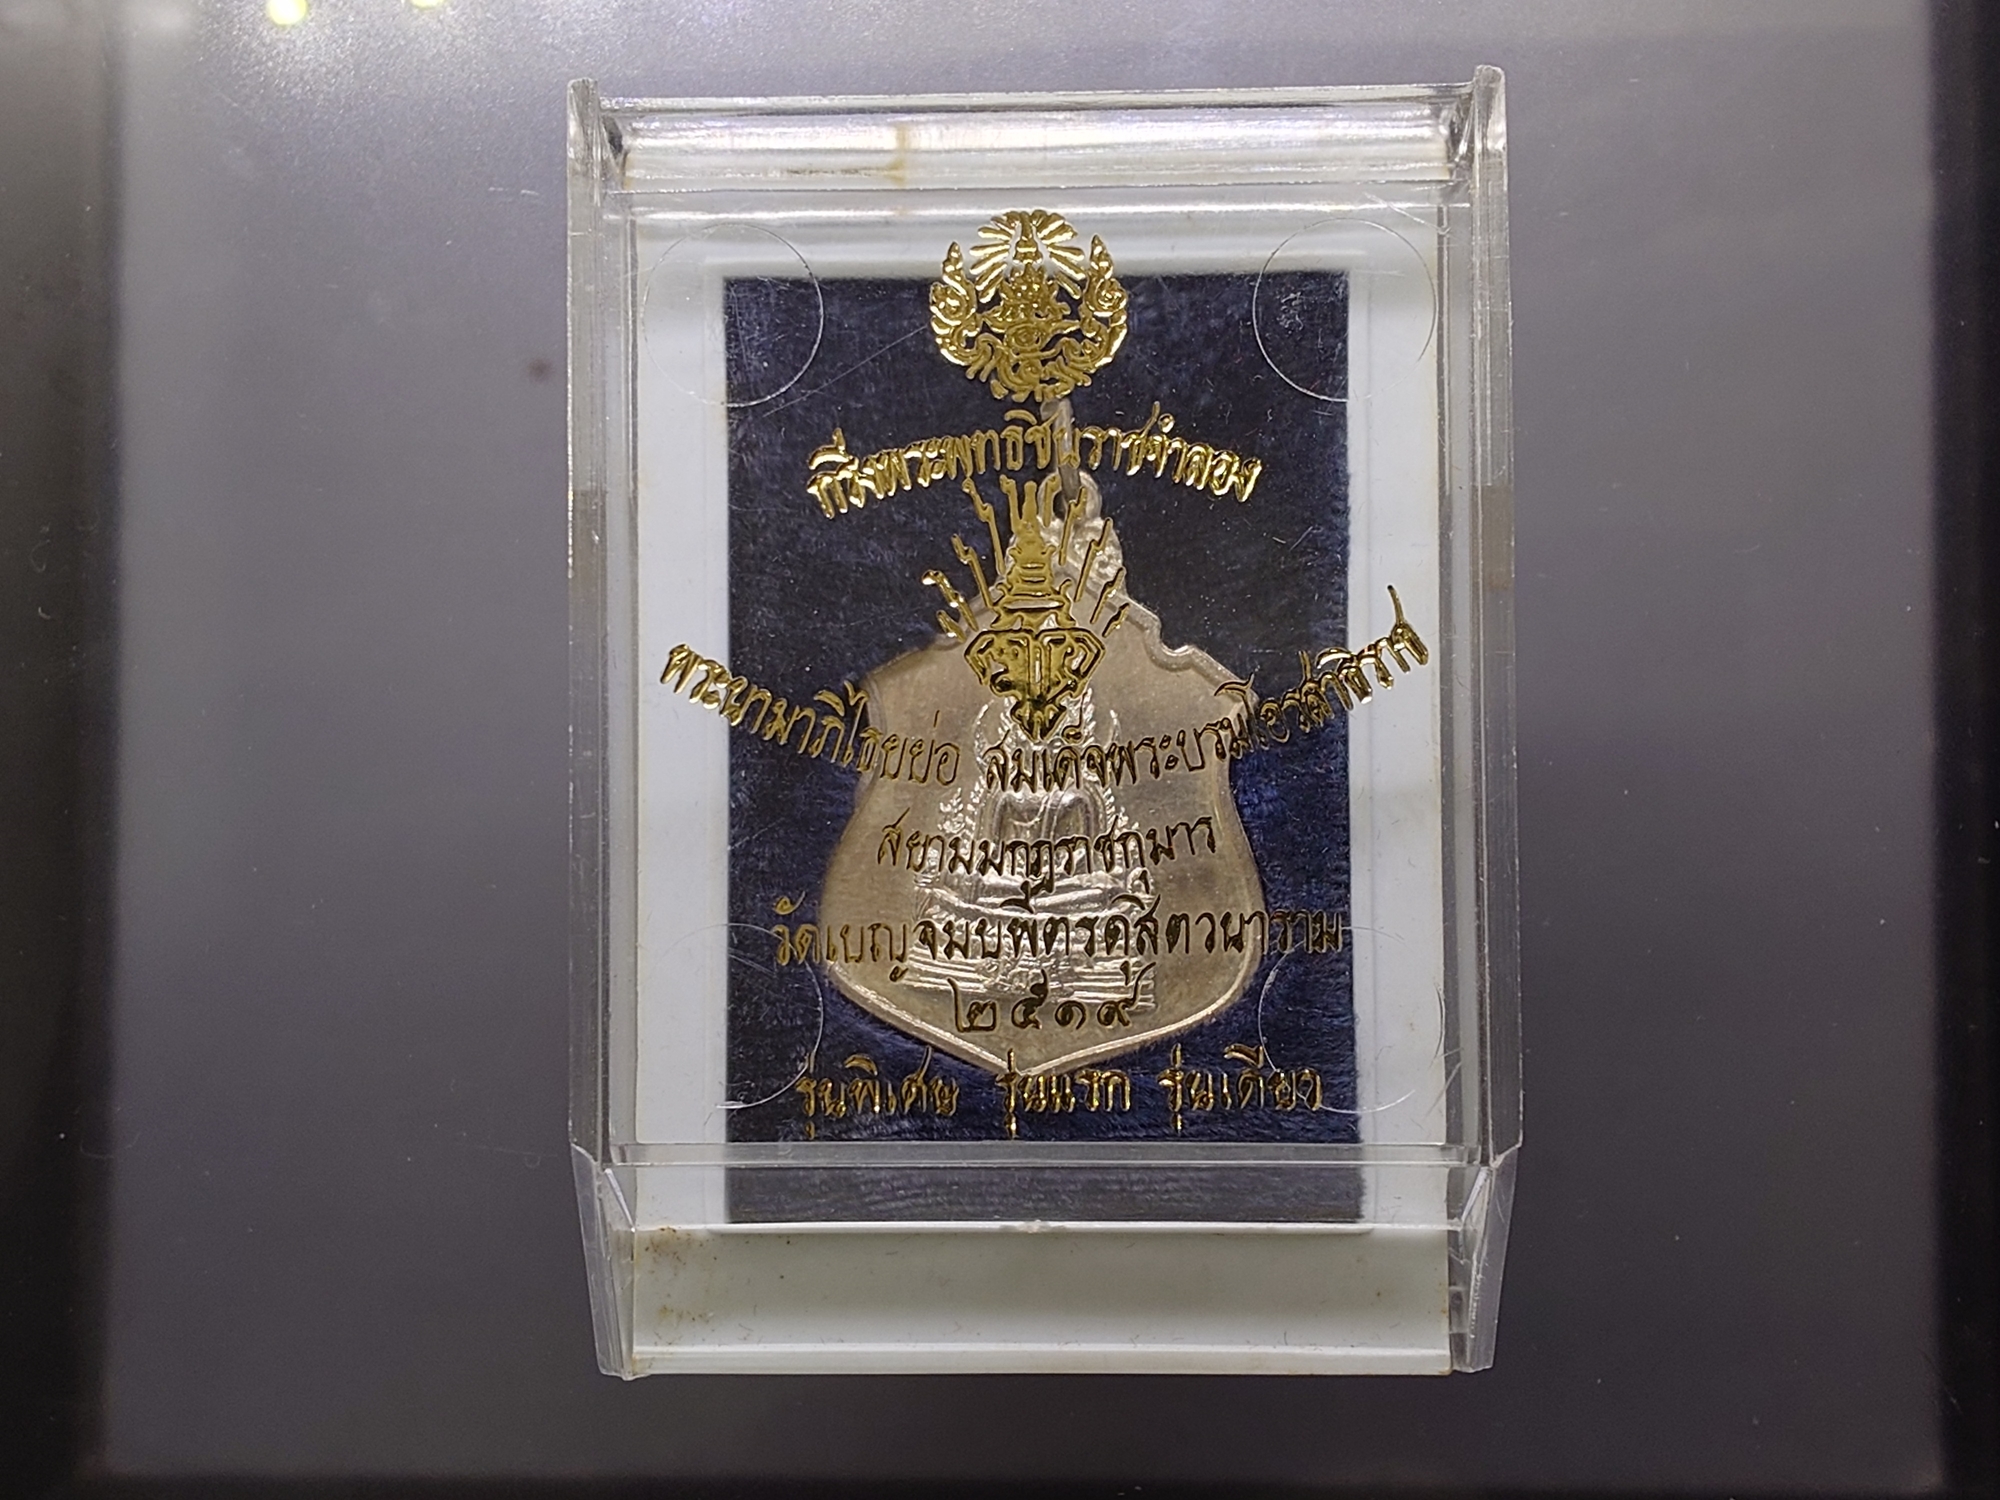 กริ่งพระพุทธชินราชจำลอง
พระนามาภิไธยย่อ สมเด็จพระบรมโอรสาธิราช
สยามมกุฎราชกุมาร
วัดเบญจมบพิตรดุสิตวนาราม
๒๕๑๙
รุ่นพิเศษ รุ่นแรก รุ่นเดียว